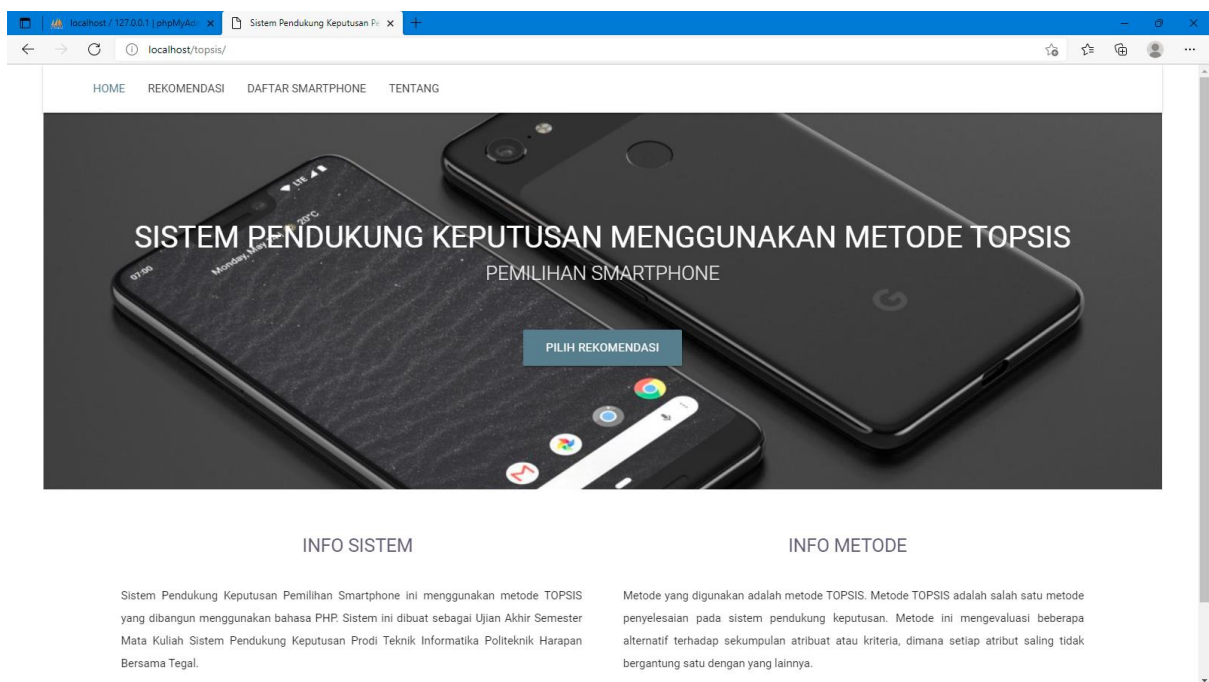 localhost / 127.0.0.1 | phpMyAd
Sistem Pendukung Keputusan Pe
localhost/topsis/
HOME REKOMENDASI DAFTAR SMARTPHONE TENTANG
LTE
20°C
07:00
Monday, May
SISTEM PENDUKUNG KEPUTUSAN MENGGUNAKAN METODE TOPSIS
PEMILIHAN SMARTPHONE
G
PILIH REKOMENDASI
INFO SISTEM
Sistem Pendukung Keputusan Pemilihan Smartphone ini menggunakan metode TOPSIS
yang dibangun menggunakan bahasa PHP. Sistem ini dibuat sebagai Ujian Akhir Semester
Mata Kuliah Sistem Pendukung Keputusan Prodi Teknik Informatika Politeknik Harapan
Bersama Tegal.
INFO METODE
Metode yang digunakan adalah metode TOPSIS. Metode TOPSIS adalah salah satu metode
penyelesaian pada sistem pendukung keputusan. Metode ini mengevaluasi beberapa
alternatif terhadap sekumpulan atribuat atau kriteria, dimana setiap atribut saling tidak
bergantung satu dengan yang lainnya.